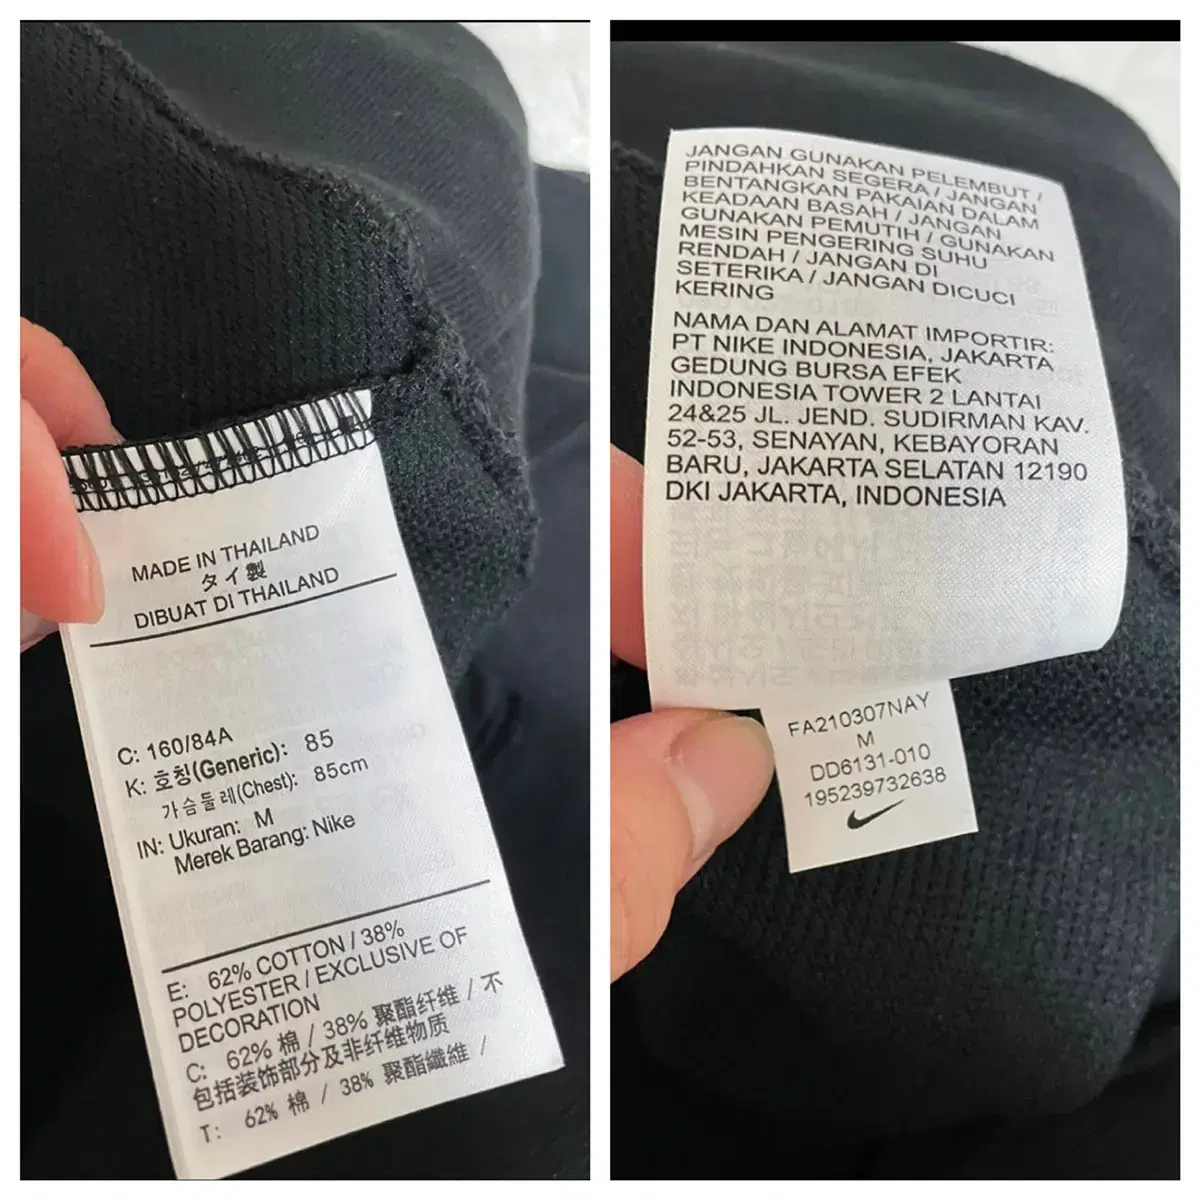 MADE IN THAILAND
タイ製
DIBUAT DI THAILAND
C: 160/84A
K: 호칭(Generic): 85
가슴둘레(Chest): 85cm
IN: Ukuran: M
Merek Barang: Nike
E: 62% COTTON / 38%
POLYESTER / EXCLUSIVE OF
DECORATION
C: 62% 棉 / 38% 聚酯纤维 / 不
包括装饰部分及非纤维物质
T: 62% 棉 / 38% 聚酯纖維 /
JANGAN GUNAKAN PELEMBUT /
PINDAHKAN SEGERA / JANGAN
BENTANGKAN PAKAIAN DALAM
KEADAAN BASAH / JANGAN
GUNAKAN PEMUTIH / GUNAKAN
MESIN PENGERING SUHU
RENDAH / JANGAN DI
SETERIKA / JANGAN DICUCI
KERING
NAMA DAN ALAMAT IMPORTIR:
PT NIKE INDONESIA, JAKARTA
GEDUNG BURSA EFEK
INDONESIA TOWER 2 LANTAI
24&25 JL. JEND. SUDIRMAN KAV.
52-53, SENAYAN, KEBAYORAN
BARU, JAKARTA SELATAN 12190
DKI JAKARTA, INDONESIA
FA210307NAY
M
DD6131-010
195239732638